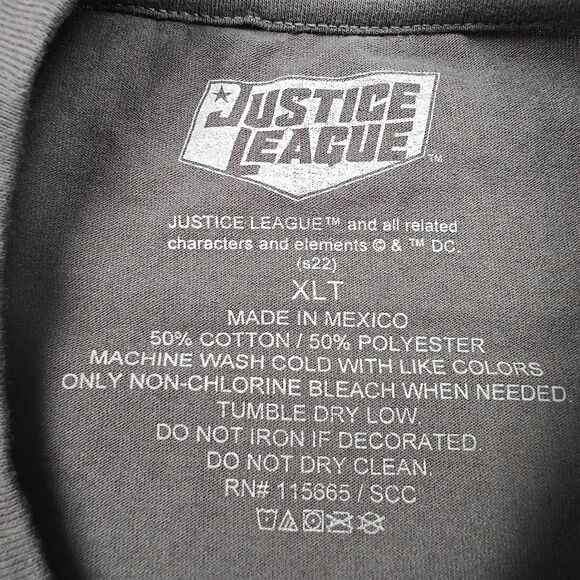 JUSTICE
LEAGUE
TM
JUSTICE LEAGUE™ and all related
characters and elements © & ™ DC.
(s22)
XLT
MADE IN MEXICO
50% COTTON / 50% POLYESTER
MACHINE WASH COLD WITH LIKE COLORS
ONLY NON-CHLORINE BLEACH WHEN NEEDED.
TUMBLE DRY LOW.
DO NOT IRON IF DECORATED.
DO NOT DRY CLEAN.
RN# 115665 / SCC